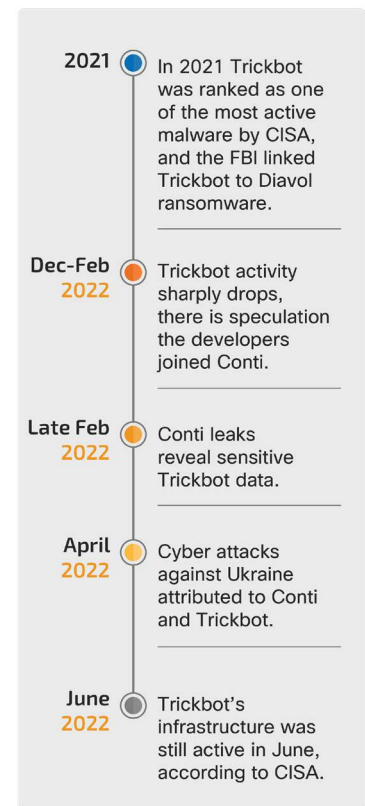 2021
In 2021 Trickbot
was ranked as one
of the most active
malware by CISA,
and the FBI linked
Trickbot to Diavol
ransomware.
Dec-Feb
2022
Trickbot activity
sharply drops,
there is speculation
the developers
joined Conti.
Late Feb
2022
Conti leaks
reveal sensitive
Trickbot data.
April
2022
Cyber attacks
against Ukraine
attributed to Conti
and Trickbot.
June
2022
Trickbot’s
infrastructure was
still active in June,
according to CISA.